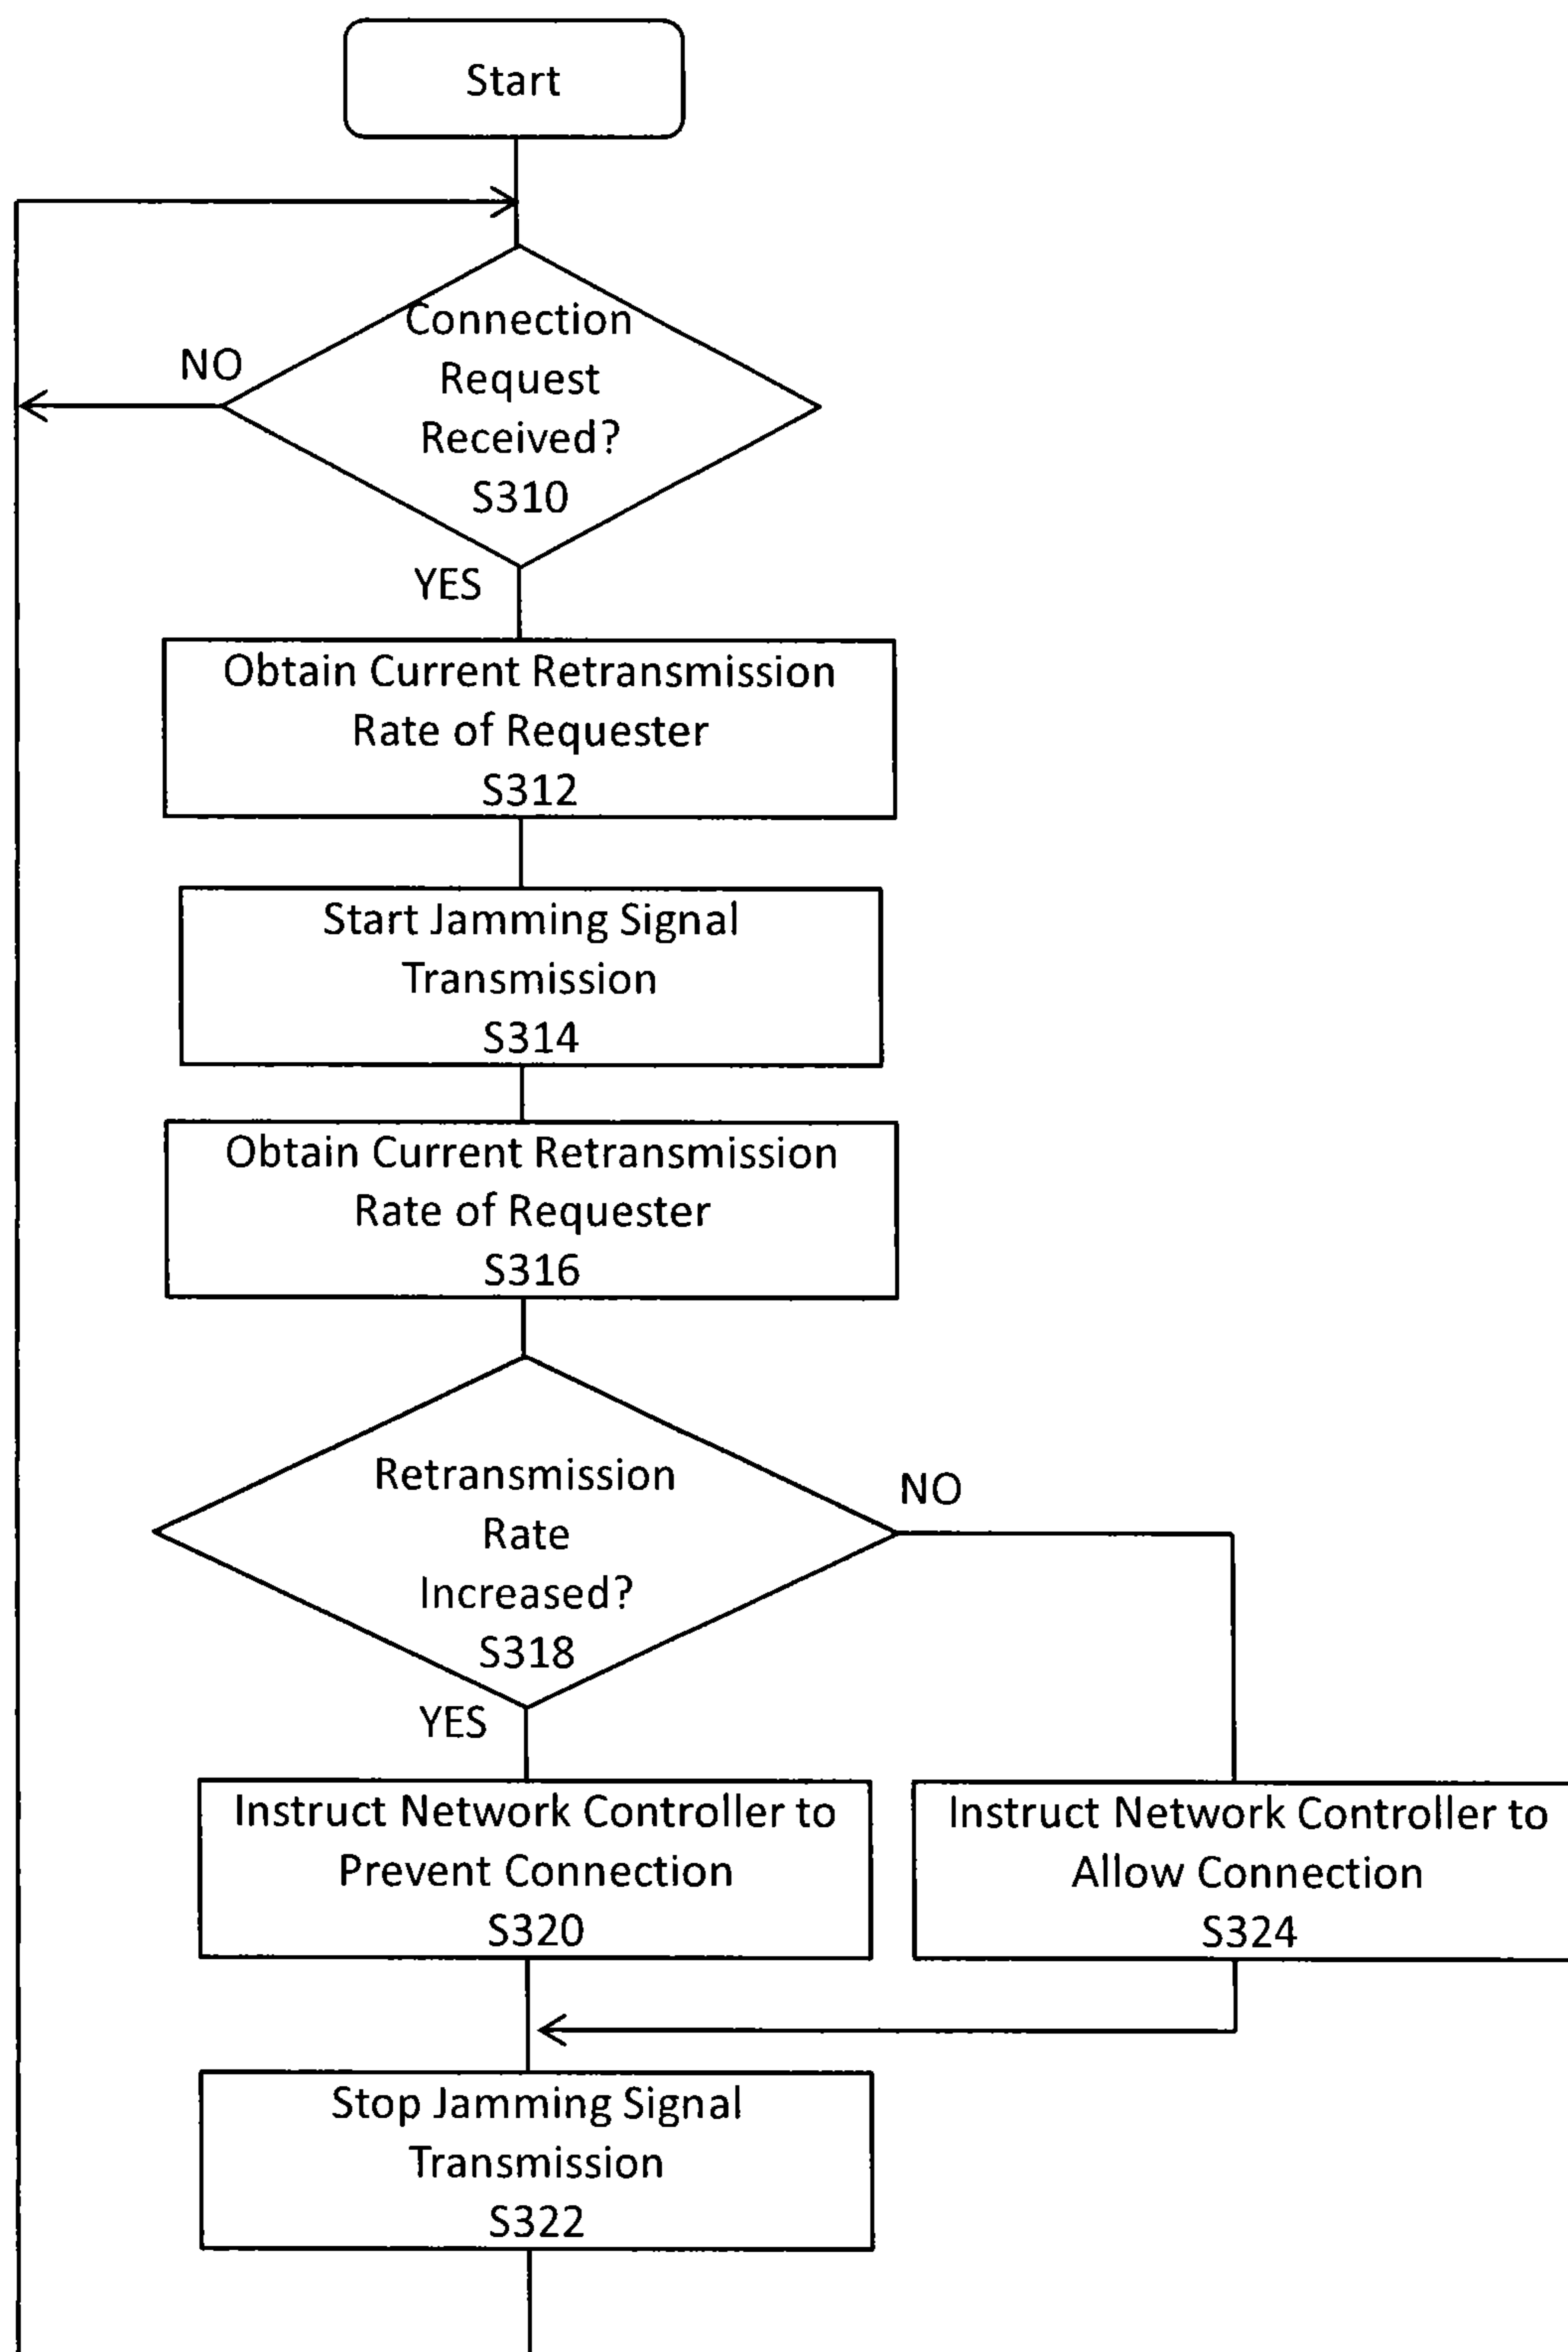 Start
Connection
Request
Received?
S310
NO
YES
Obtain Current Retransmission
Rate of Requester
S312
Start Jamming Signal
Transmission
S314
Obtain Current Retransmission
Rate of Requester
S316
Retransmission
Rate
Increased?
S318
NO
YES
Instruct Network Controller to
Prevent Connection
S320
Instruct Network Controller to
Allow Connection
S324
Stop Jamming Signal
Transmission
S322